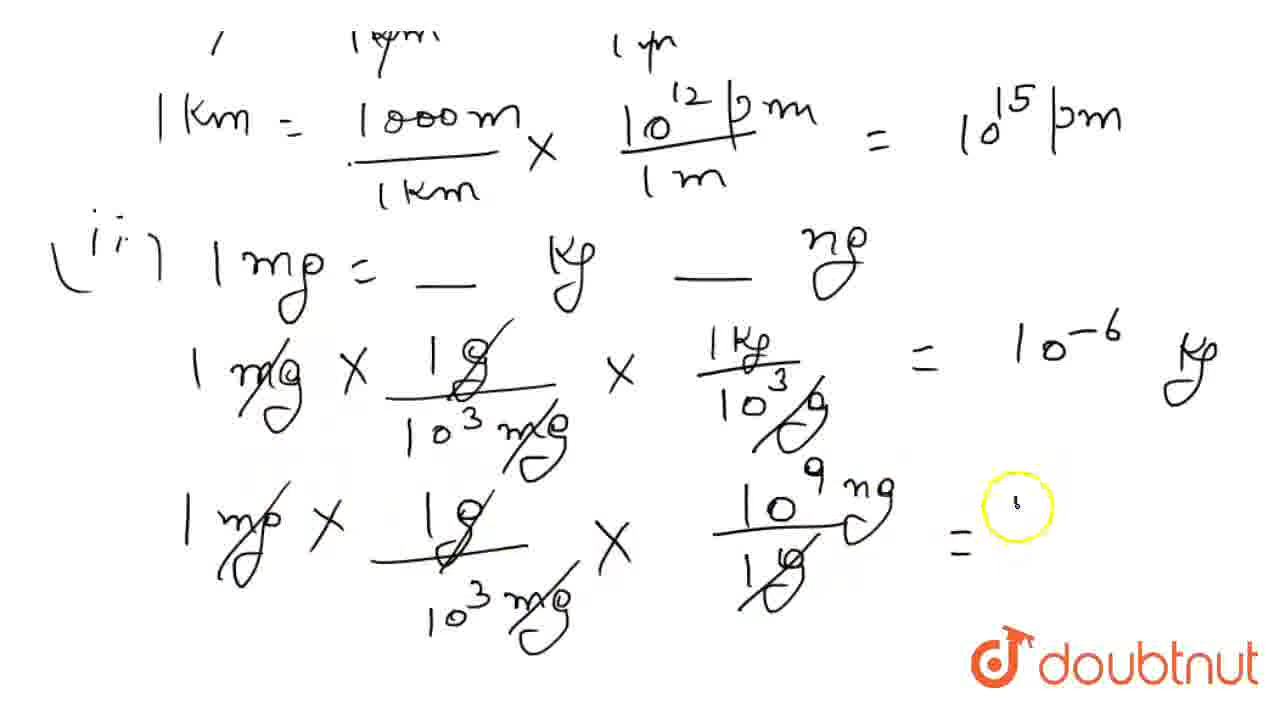 1 km = 1000 m / 1 km × 10^12 pm / 1 m = 10^15 pm
(ii) 1 mg = _ kg _ ng
1 mg × 1 g / 10^3 mg × 1 kg / 10^3 g = 10^-6 kg
1 mg × 1 g / 10^3 mg × 10^9 ng / 1 g =
doubtnut